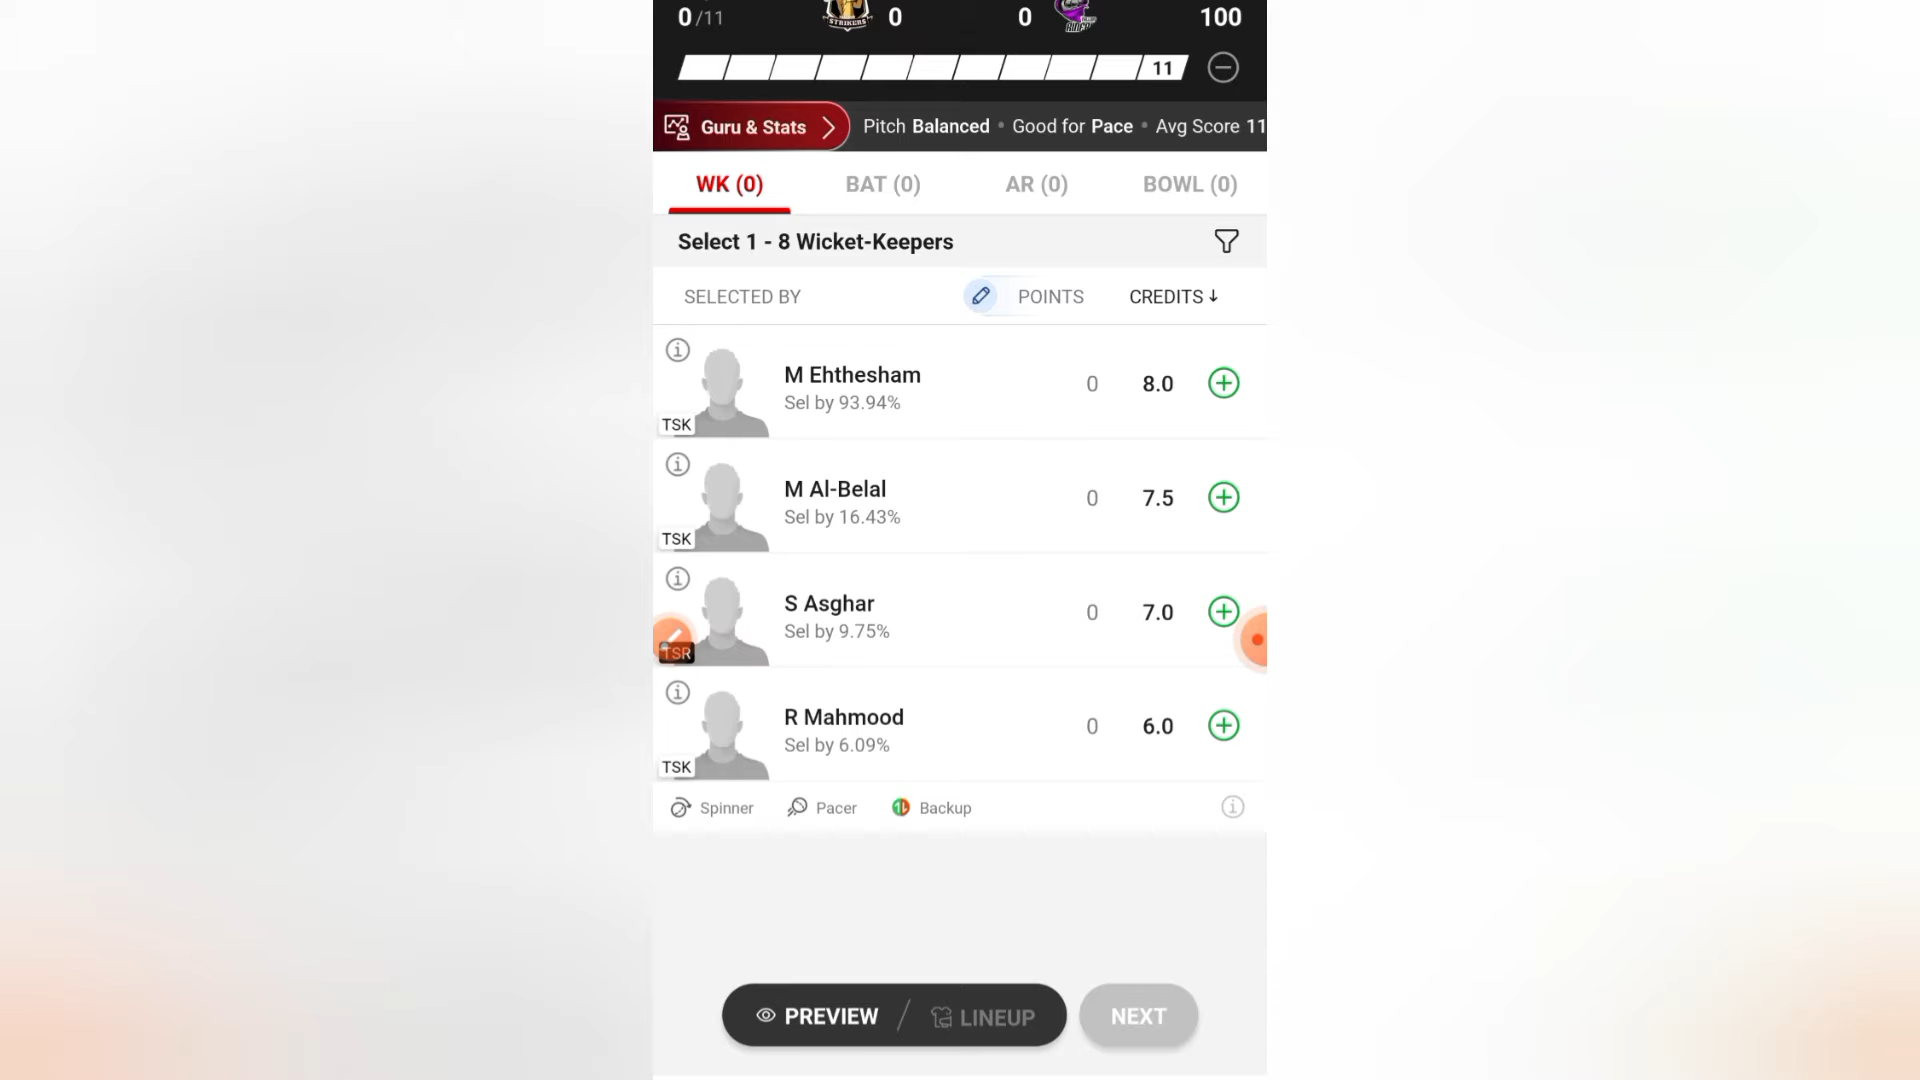 0/11 STRIKERS 0 0 RIDERS 100
11
Guru & Stats Pitch Balanced • Good for Pace • Avg Score 11
WK (0) BAT (0) AR (0) BOWL (0)
Select 1 - 8 Wicket-Keepers
SELECTED BY POINTS CREDITS ↓
M Ehthesham 0 8.0
Sel by 93.94%
TSK
M Al-Belal 0 7.5
Sel by 16.43%
TSK
S Asghar 0 7.0
Sel by 9.75%
TSR
R Mahmood 0 6.0
Sel by 6.09%
TSK
Spinner Pacer Backup
PREVIEW / LINEUP NEXT